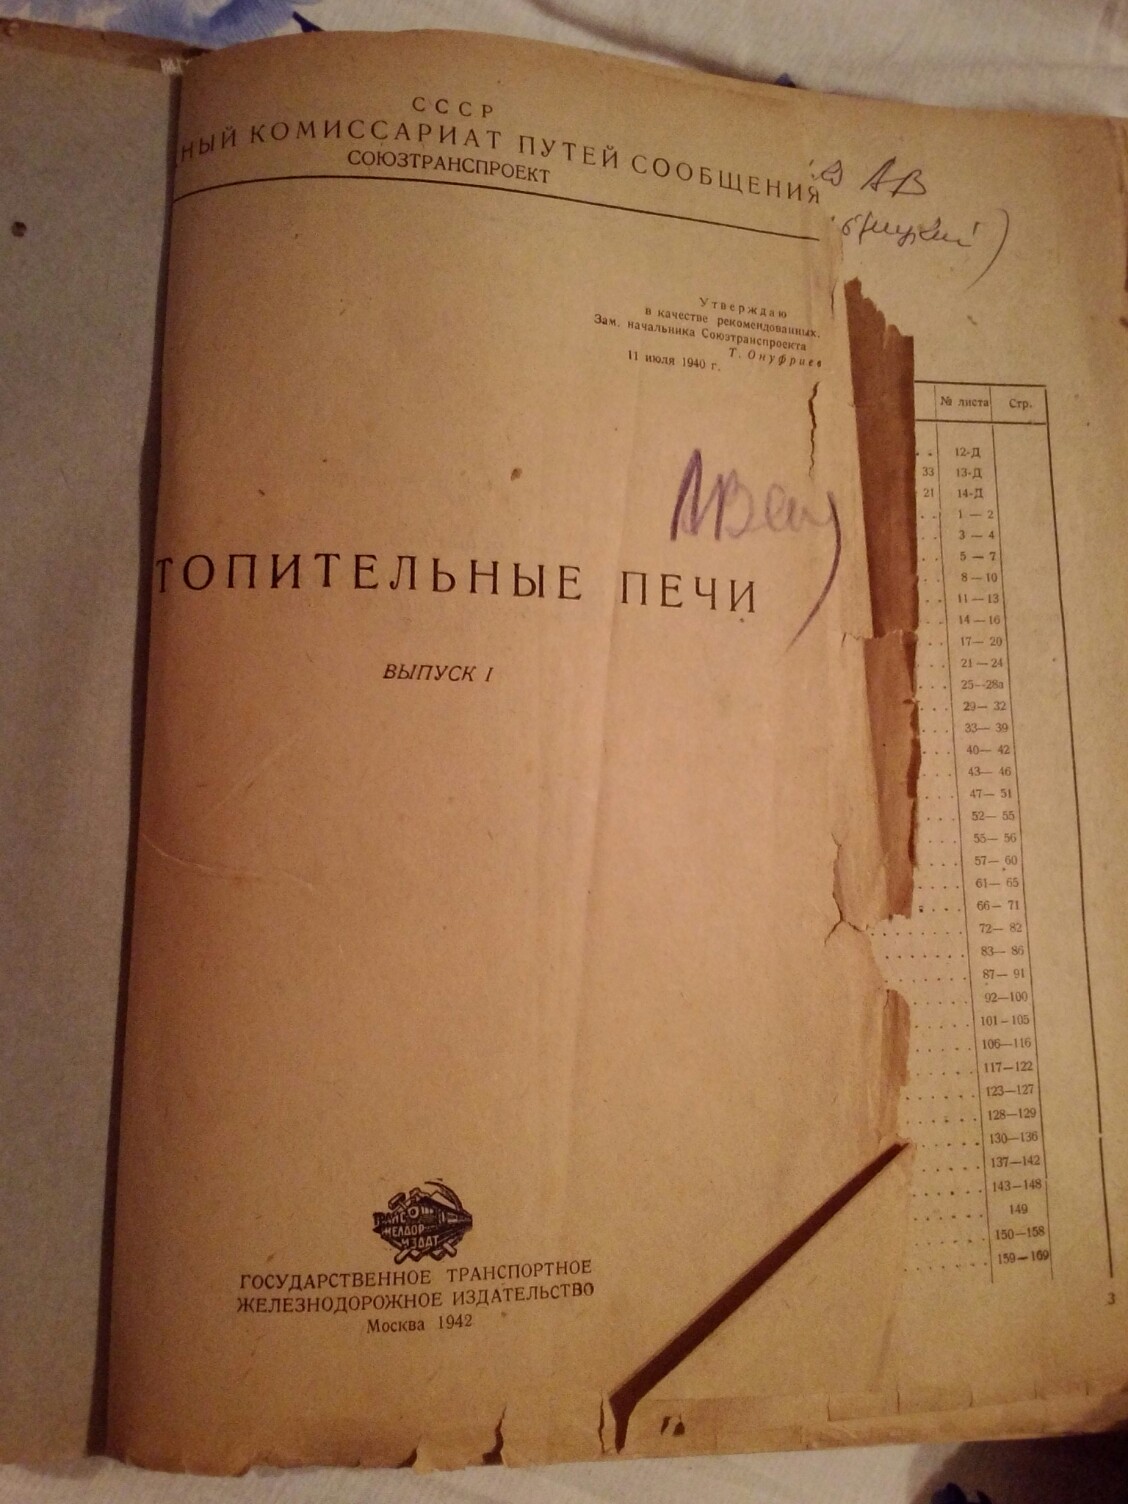 СССР
НЫЙ КОМИССАРИАТ ПУТЕЙ СООБЩЕНИЯ
СОЮЗТРАНСПРОЕКТ
АВ
Утверждаю
в качестве рекомендованных.
Зам. начальника Союзтранспроекта
Т. Онуфриев
11 июля 1940 г.
ТОПИТЕЛЬНЫЕ ПЕЧИ
ВЫПУСК I
ТРАНС
ЖЕЛДОР
ИЗДАТ
ГОСУДАРСТВЕННОЕ ТРАНСПОРТНОЕ
ЖЕЛЕЗНОДОРОЖНОЕ ИЗДАТЕЛЬСТВО
Москва 1942
№ листа Стр.
. . 12-Д
33 13-Д
21 14-Д
. . 1 — 2
. . 3 — 4
. . 5 — 7
. . 8 — 10
. . 11 — 13
. . 14 — 16
. . 17 — 20
. . . 21 — 24
. . . 25—28а
. . . 29— 32
. . . 33— 39
. . . 40— 42
. . . 43— 46
. . . 47— 51
. . . . 52— 55
. . . . 55— 56
. . . . 57— 60
. . . . 61— 65
. . . . 66— 71
. . . . . . . 72— 82
. . . . . . 83— 86
. . . . . . 87— 91
. . . . . 92—100
. . . . . 101—105
. . . . . 106—116
. . . . . 117—122
. . . . . 123—127
. . . . . 128—129
. . . . . 130—136
. . . . . 137—142
. . . . . 143—148
. . . . . 149
. . . . . . 150—158
. . . . . . 159—169
3